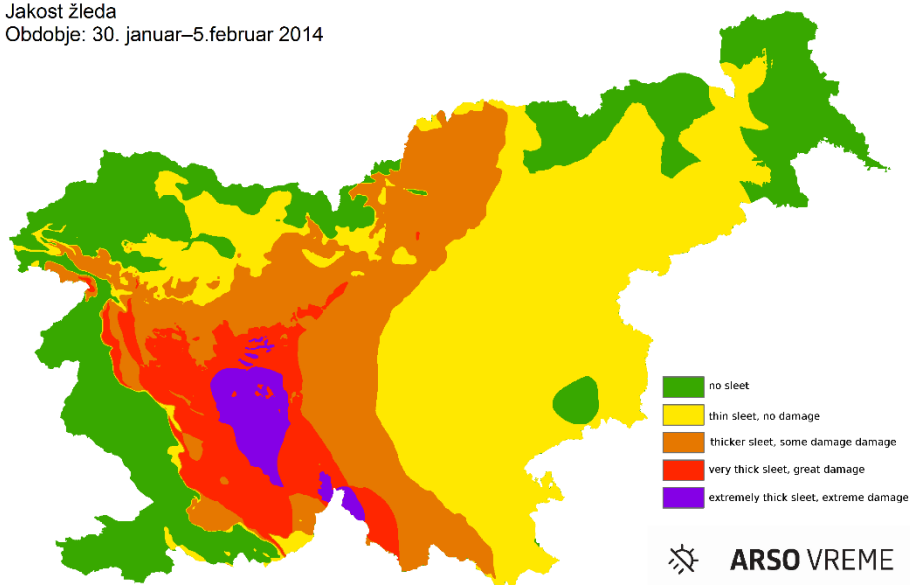 Jakost žleda
Obdobje: 30. januar–5.februar 2014
no sleet
thin sleet, no damage
thicker sleet, some damage damage
very thick sleet, great damage
extremely thick sleet, extreme damage
ARSO VREME